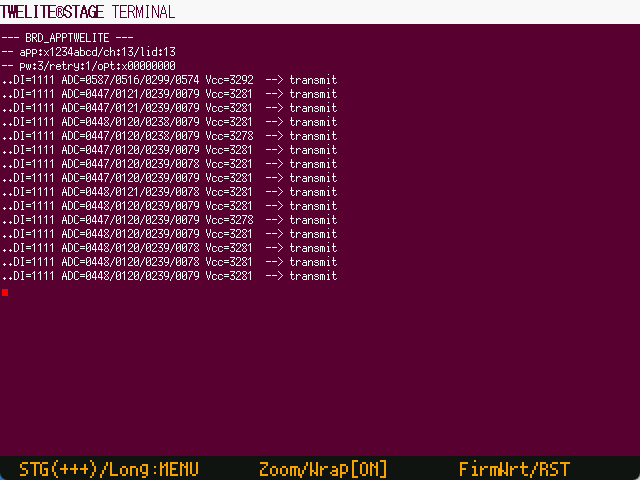 TWELITE®STAGE TERMINAL
--- BRD_APPTWELITE ---
-- app:x1234abcd/ch:13/lid:13
-- pw:3/retry:1/opt:x00000000
..DI=1111 ADC=0587/0516/0299/0574 Vcc=3292  --> transmit
..DI=1111 ADC=0447/0121/0239/0079 Vcc=3281  --> transmit
..DI=1111 ADC=0447/0121/0239/0079 Vcc=3281  --> transmit
..DI=1111 ADC=0448/0120/0238/0079 Vcc=3281  --> transmit
..DI=1111 ADC=0447/0120/0238/0079 Vcc=3278  --> transmit
..DI=1111 ADC=0447/0120/0239/0079 Vcc=3281  --> transmit
..DI=1111 ADC=0447/0120/0239/0078 Vcc=3281  --> transmit
..DI=1111 ADC=0447/0120/0239/0079 Vcc=3281  --> transmit
..DI=1111 ADC=0448/0121/0239/0078 Vcc=3281  --> transmit
..DI=1111 ADC=0448/0120/0239/0078 Vcc=3281  --> transmit
..DI=1111 ADC=0447/0120/0239/0079 Vcc=3278  --> transmit
..DI=1111 ADC=0448/0120/0239/0078 Vcc=3281  --> transmit
..DI=1111 ADC=0448/0120/0239/0078 Vcc=3281  --> transmit
..DI=1111 ADC=0448/0120/0239/0078 Vcc=3281  --> transmit
..DI=1111 ADC=0448/0120/0239/0079 Vcc=3281  --> transmit
STG(+++)/Long:MENU Zoom/Wrap[ON] FirmWrt/RST